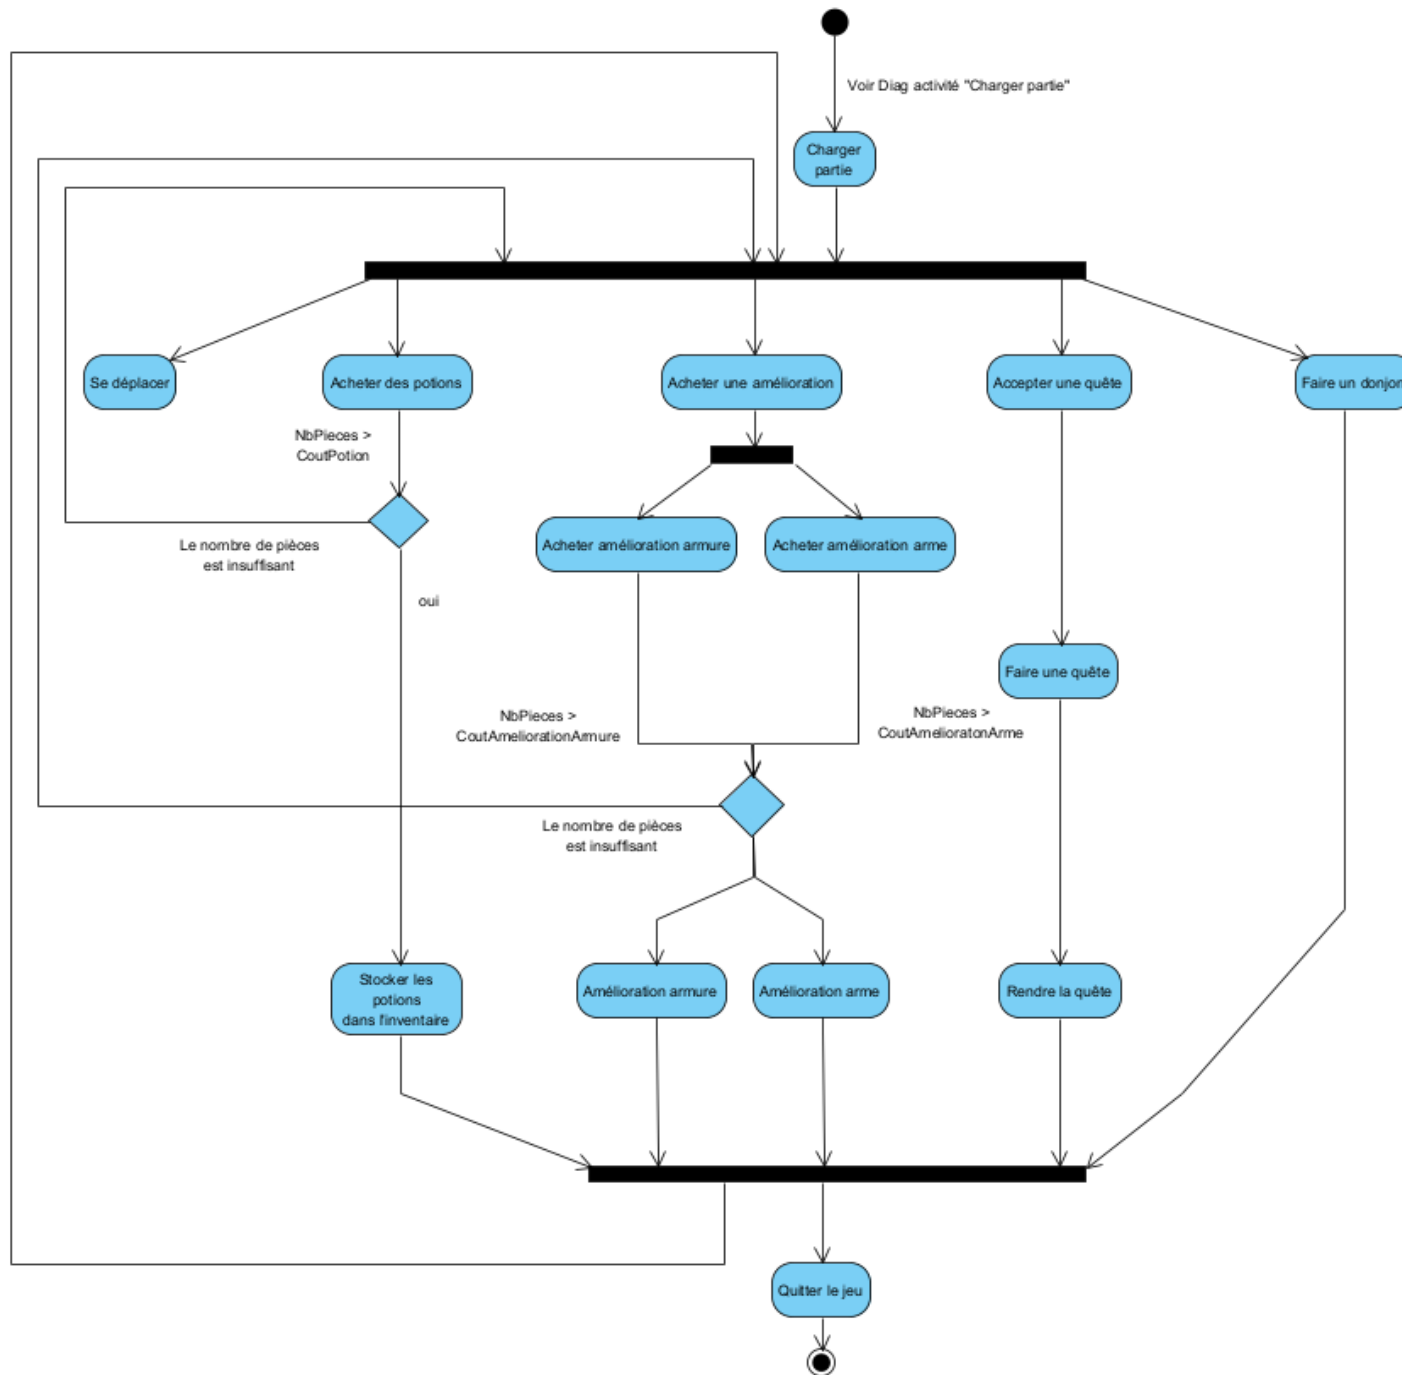 Voir Diag activité "Charger partie"
Charger
partie
Se déplacer
Acheter des potions
Acheter une amélioration
Accepter une quête
Faire un donjon
NbPieces >
CoutPotion
Le nombre de pièces
est insuffisant
oui
Acheter amélioration armure
Acheter amélioration arme
Faire une quête
NbPieces >
CoutAmeliorationArmure
NbPieces >
CoutAmelioratonArme
Le nombre de pièces
est insuffisant
Stocker les
potions
dans l'inventaire
Amélioration armure
Amélioration arme
Rendre la quête
Quitter le jeu